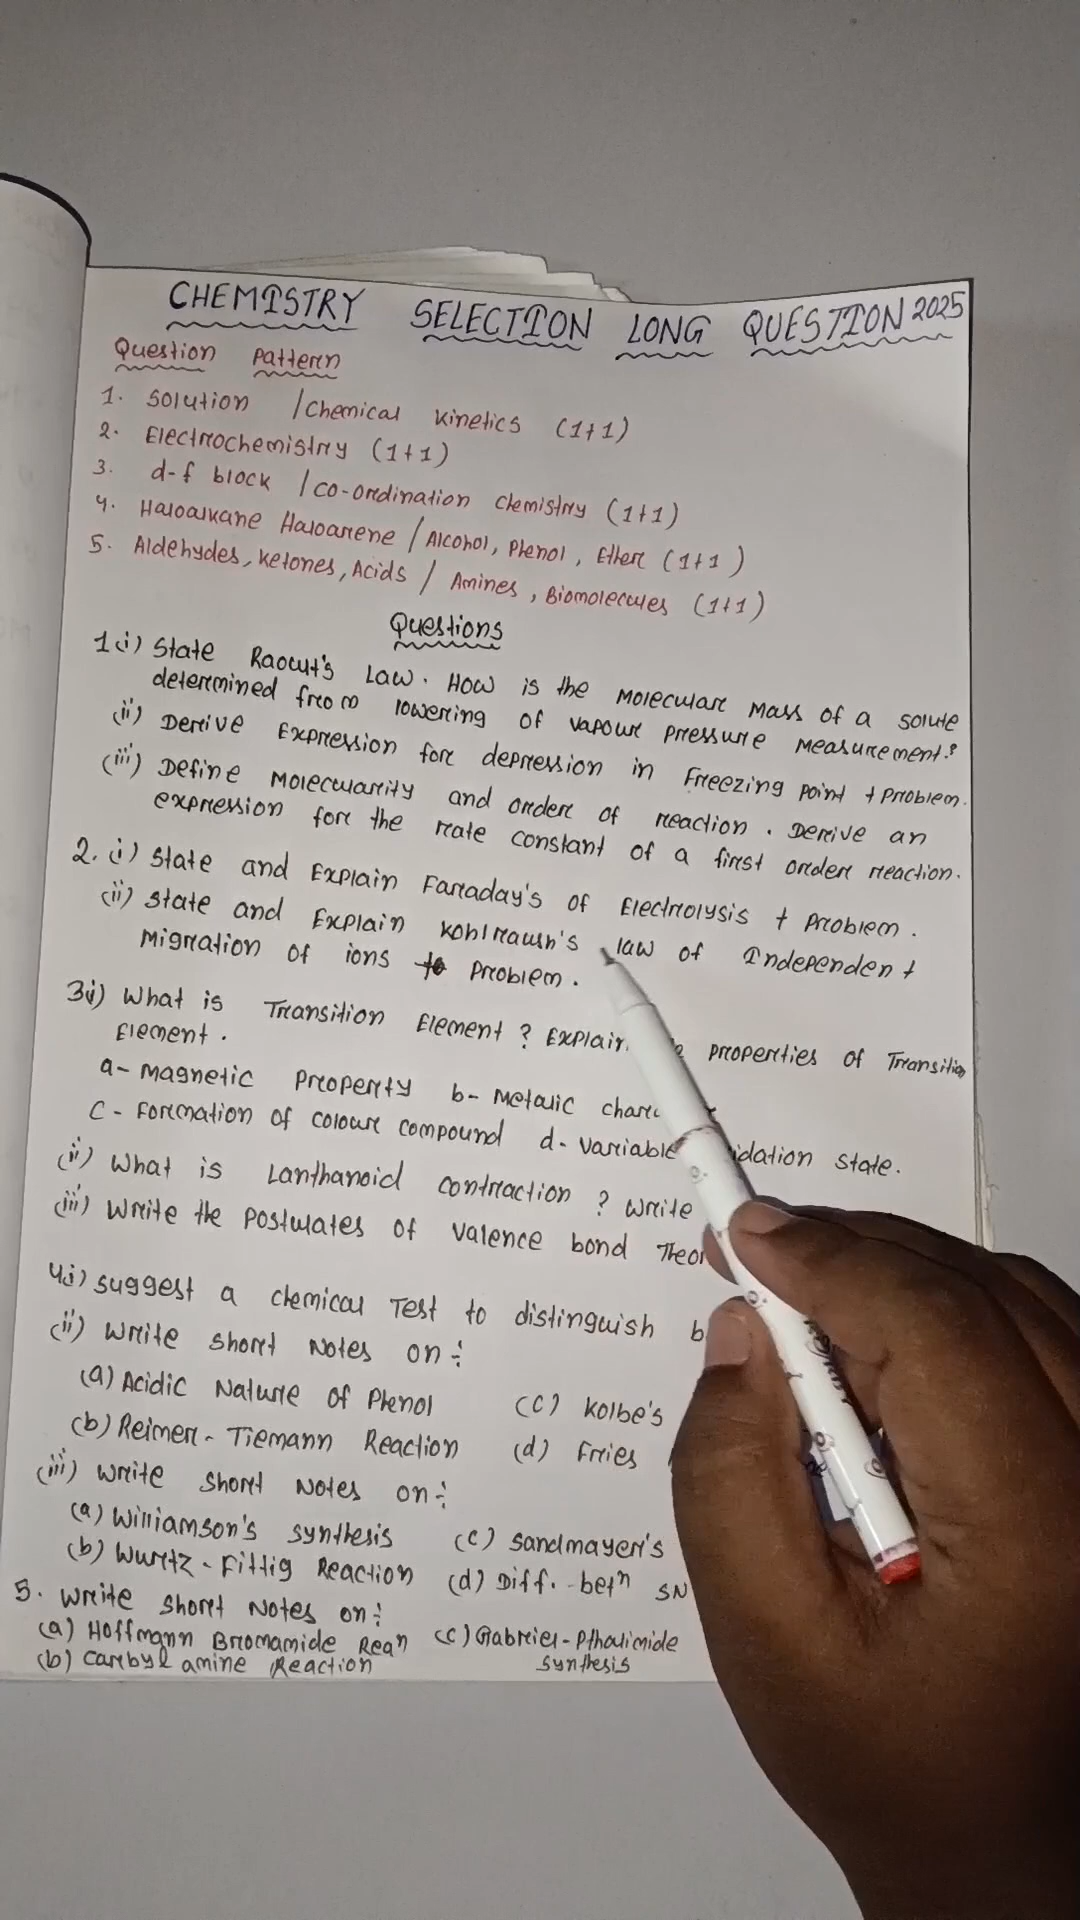 CHEMISTRY SELECTION LONG QUESTION 2025
Question Pattern
1. Solution / Chemical Kinetics (1+1)
2. Electrochemistry (1+1)
3. d-f block / co-ordination chemistry (1+1)
4. Haloalkane Haloarene / Alcohol, Phenol, Ether (1+1)
5. Aldehydes, Ketones, Acids / Amines, Biomolecules (1+1)
Questions
1 i) State Raoult's Law. How is the Molecular Mass of a solute
determined from lowering of vapour pressure measurement?
(ii) Derive Expression for depression in Freezing point + Problem.
(iii) Define Molecularity and order of reaction. Derive an
expression for the rate constant of a first order reaction.
2. i) State and Explain Faraday's of Electrolysis + Problem.
(ii) State and Explain Kohlraush's law of Independent
Migration of ions Problem.
3 i) What is Transition Element? Explain properties of Transition
Element.
a- Magnetic Property b- Metalic
c- Formation of colour compound d- variable state.
(ii) What is Lanthanoid contraction? Write
(iii) Write the postulates of valence bond
4 i) suggest a chemical Test to distinguish
(ii) Write short Notes on:-
(a) Acidic Nature of Phenol (c) Kolbe's
(b) Reimer-Tiemann Reaction (d) Fries
(iii) Write short Notes on:-
(a) Williamson's synthesis (c) Sandmayer's
(b) Wurtz-Fittig Reaction (d) Diff. betn SN
5. Write short Notes on:-
(a) Hoffmann Bromamide Rean (c) Gabriel-Pthalimide
(b) Carbyl amine Reaction synthesis